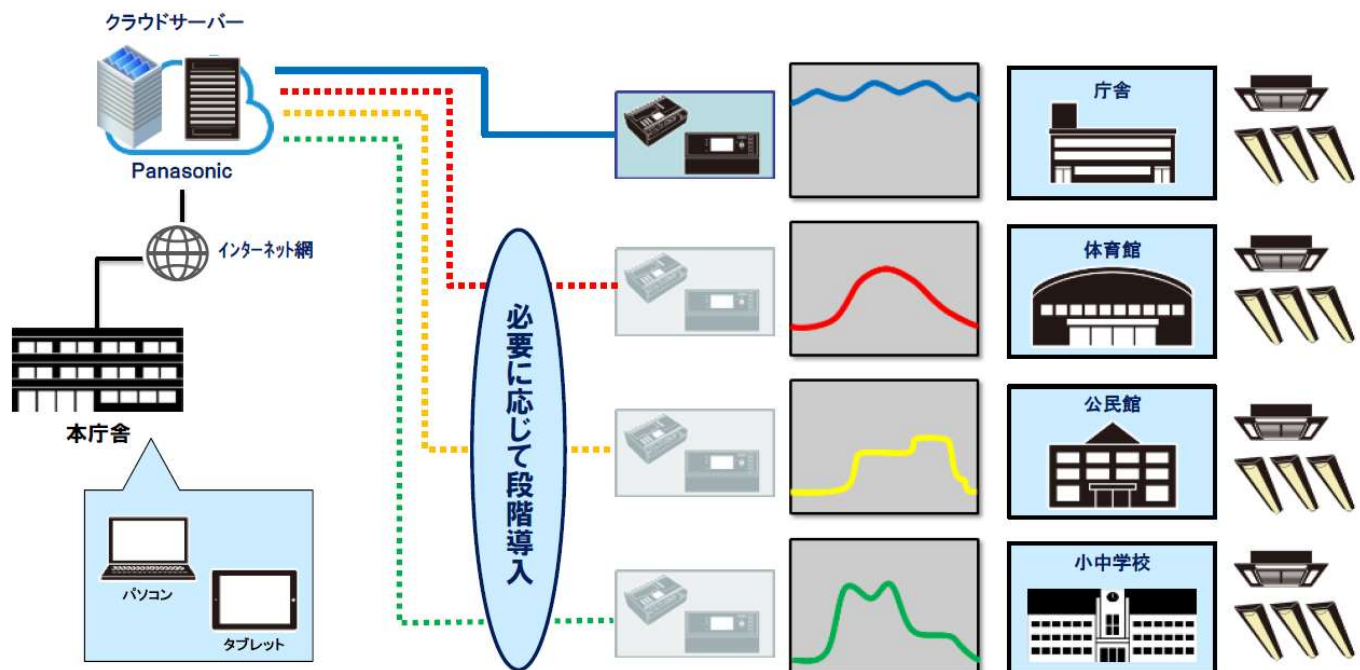 クラウドサーバー
Panasonic
インターネット網
本庁舎
パソコン
タブレット
必要に応じて段階導入
庁舎
体育館
公民館
小中学校